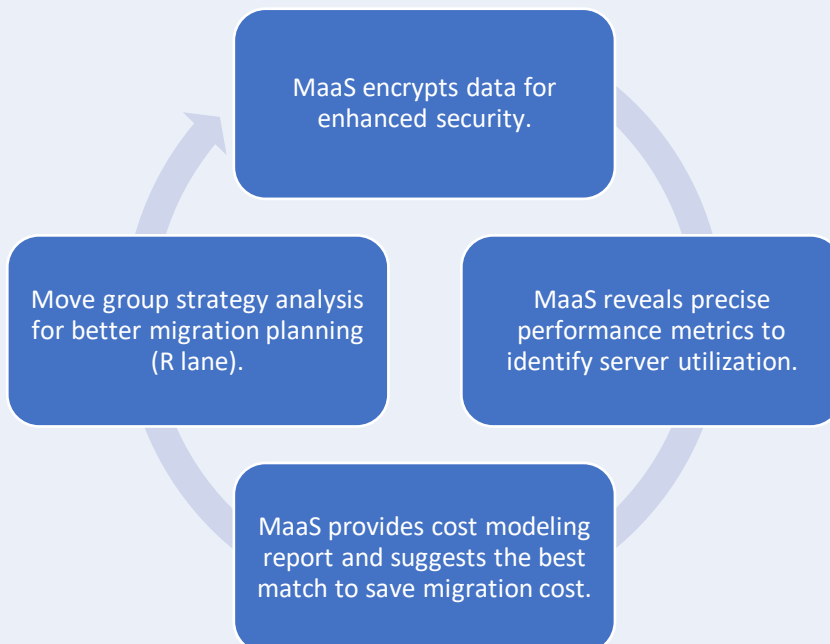 MaaS encrypts data for
enhanced security.
Move group strategy analysis
for better migration planning
(R lane).
MaaS reveals precise
performance metrics to
identify server utilization.
MaaS provides cost modeling
report and suggests the best
match to save migration cost.